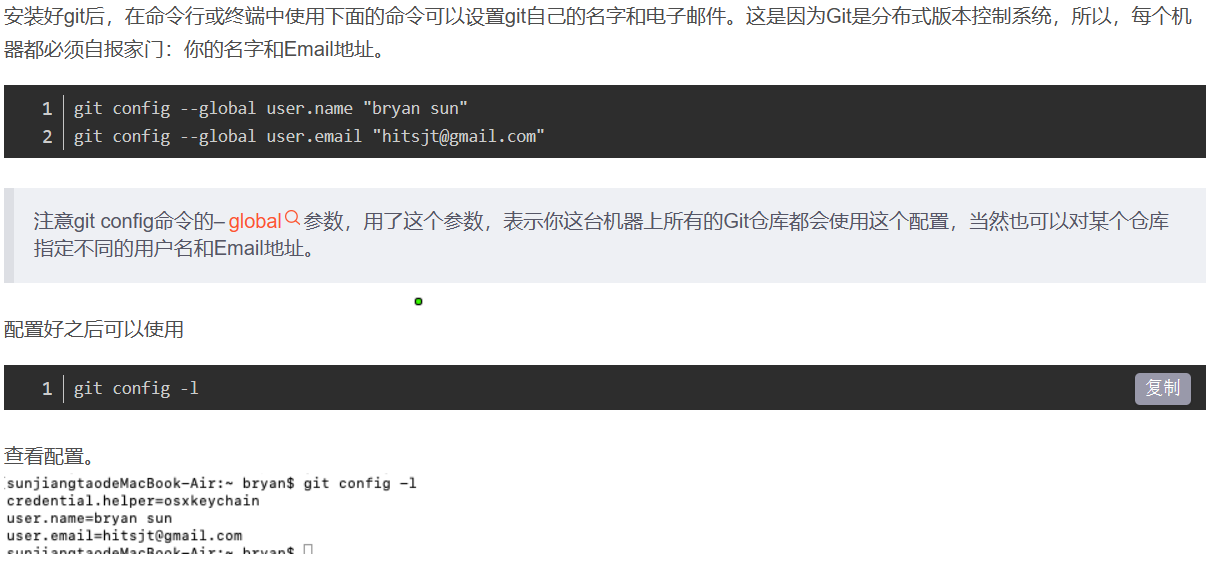 安装好git后，在命令行或终端中使用下面的命令可以设置git自己的名字和电子邮件。这是因为Git是分布式版本控制系统，所以，每个机
器都必须自报家门：你的名字和Email地址。
1 git config --global user.name "bryan sun"
2 git config --global user.email "hitsjt@gmail.com"
注意git config命令的– global参数，用了这个参数，表示你这台机器上所有的Git仓库都会使用这个配置，当然也可以对某个仓库
指定不同的用户名和Email地址。
配置好之后可以使用
1 git config -l
复制
查看配置。
sunjiangtaodeMacBook-Air:~ bryan$ git config -l
credential.helper=osxkeychain
user.name=bryan sun
user.email=hitsjt@gmail.com
sunjiangtaodeMacBook-Air:~ bryan$